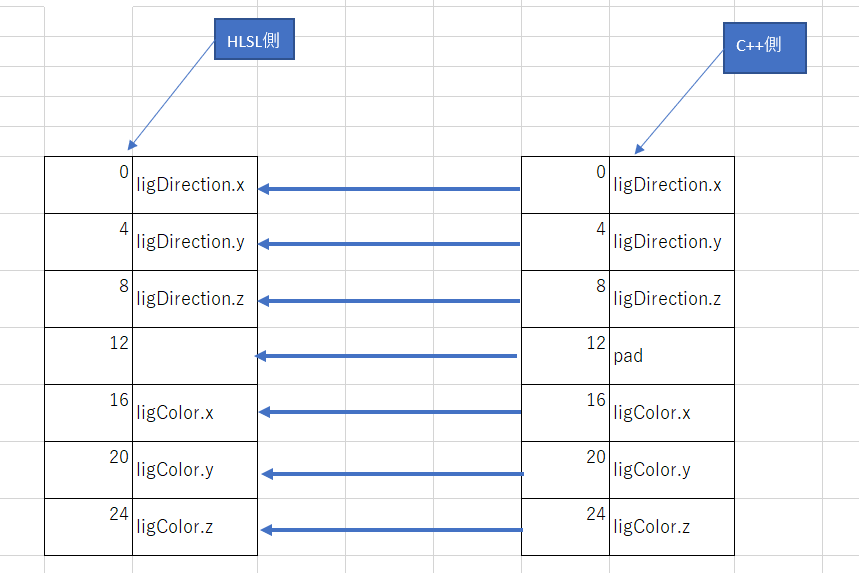 HLSL側
C++側
0 ligDirection.x
0 ligDirection.x
4 ligDirection.y
4 ligDirection.y
8 ligDirection.z
8 ligDirection.z
12
12 pad
16 ligColor.x
16 ligColor.x
20 ligColor.y
20 ligColor.y
24 ligColor.z
24 ligColor.z